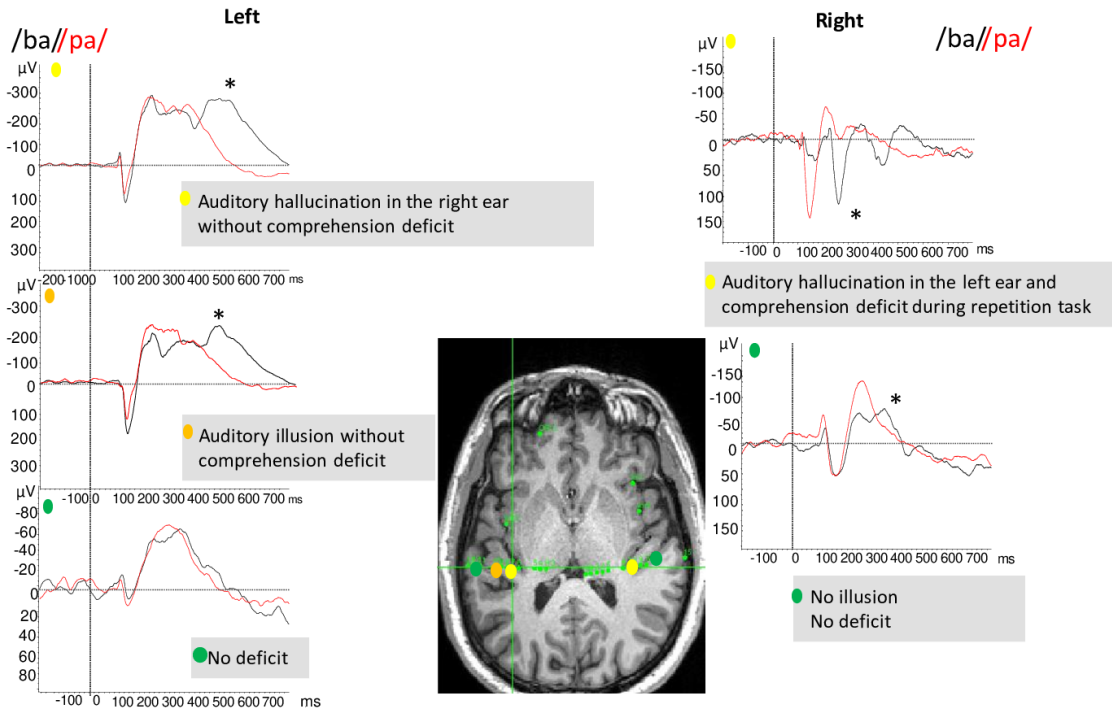 Left
/ba//pa/
µV
-300
-200
-100
0
100
200
300
*
-200 -100 0 100 200 300 400 500 600 700 ms
Auditory hallucination in the right ear
without comprehension deficit
µV
-300
-200
-100
0
100
200
300
*
-100 0 100 200 300 400 500 600 700 ms
Auditory illusion without
comprehension deficit
µV
-80
-60
-40
-20
0
20
40
60
80
-100 0 100 200 300 400 500 600 700 ms
No deficit
Right
/ba//pa/
µV
-150
-100
-50
0
50
100
150
*
-100 0 100 200 300 400 500 600 700
ms
Auditory hallucination in the left ear and
comprehension deficit during repetition task
µV
-150
-100
-50
0
50
100
150
*
-100 0 100 200 300 400 500 600 700
ms
No illusion
No deficit